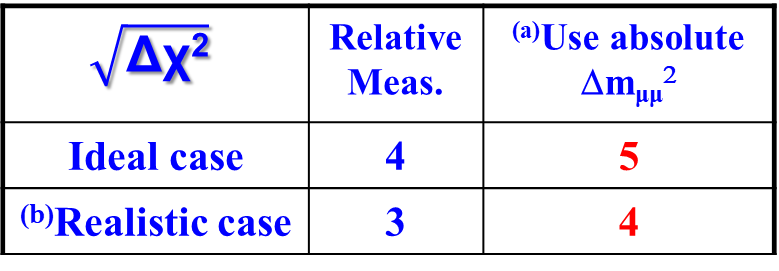 √Δχ²
Relative
Meas.
(a)Use absolute
Δmμμ²
Ideal case
4
5
(b)Realistic case
3
4